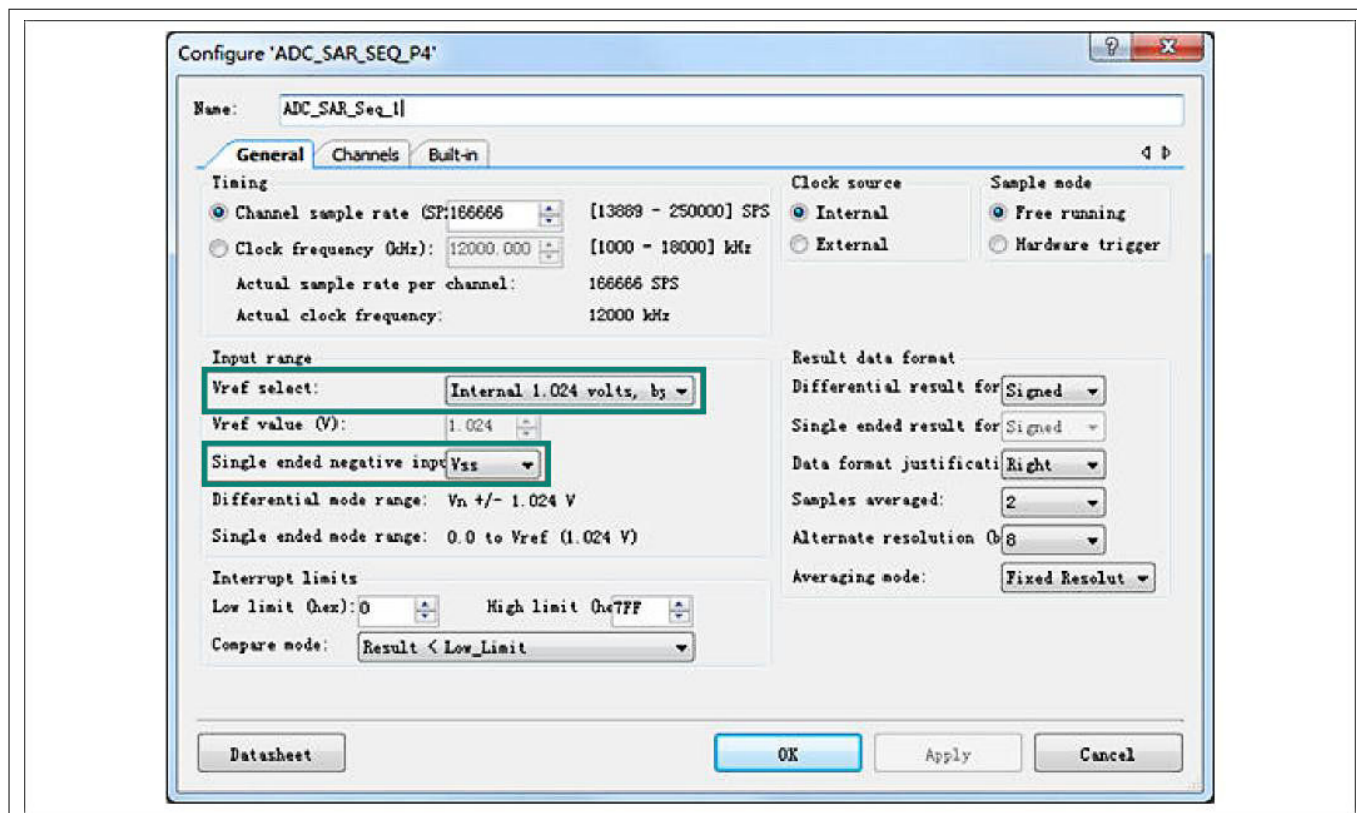 Configure 'ADC_SAR_SEQ_P4'
Name: ADC_SAR_Seq_1
General Channels Built-in
Timing
Channel sample rate (SP: 166666 [13889 - 250000] SPS
Clock frequency (kHz): 12000.000 [1000 - 18000] kHz
Actual sample rate per channel: 166666 SPS
Actual clock frequency: 12000 kHz
Clock source
Internal
External
Sample mode
Free running
Hardware trigger
Input range
Vref select: Internal 1.024 volts, by
Vref value (V): 1.024
Single ended negative inpu Vss
Differential mode range: Vn +/- 1.024 V
Single ended mode range: 0.0 to Vref (1.024 V)
Result data format
Differential result for Signed
Single ended result for Signed
Data format justificati Right
Samples averaged: 2
Alternate resolution (b 8
Averaging mode: Fixed Resolut
Interrupt limits
Low limit (hex): 0 High limit (he 7FF
Compare mode: Result < Low_Limit
Datasheet OK Apply Cancel